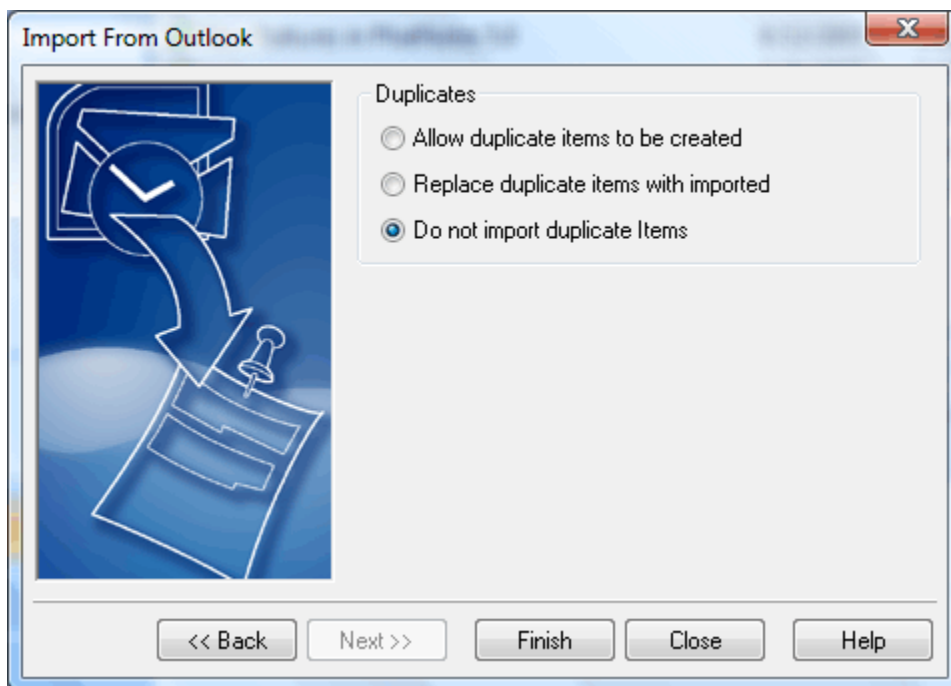 Import From Outlook
Duplicates
Allow duplicate items to be created
Replace duplicate items with imported
Do not import duplicate Items
<< Back
Next >>
Finish
Close
Help